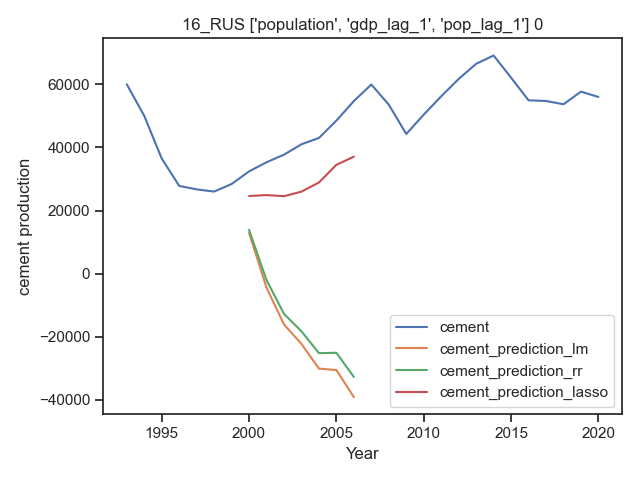 16_RUS ['population', 'gdp_lag_1', 'pop_lag_1'] 0
cement production
60000
40000
20000
0
−20000
−40000
1995
2000
2005
2010
2015
2020
Year
cement
cement_prediction_lm
cement_prediction_rr
cement_prediction_lasso